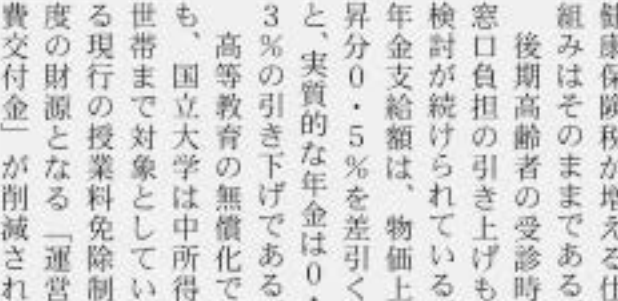 健康保険税が増える仕
組みはそのままである
後期高齢者の受診時
窓口負担の引き上げも
検討が続けられている
年金支給額は、物価上
昇分0・5%を差引く
と、実質的な年金は0・
3%の引き下げである
高等教育の無償化で
も、国立大学は中所得
世帯まで対象としてい
る現行の授業料免除制
度の財源となる「運営
費交付金」が削減され